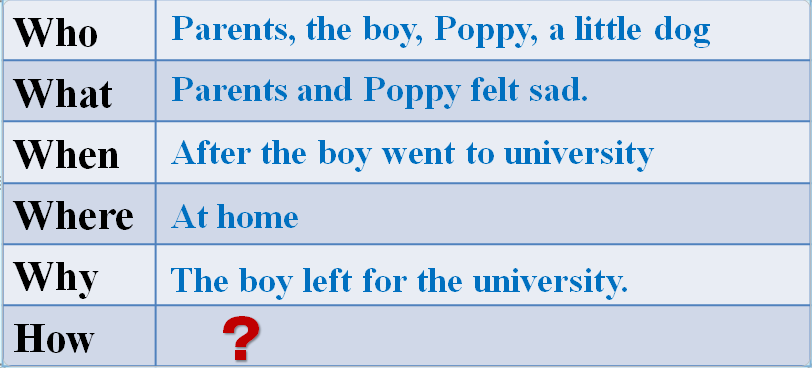 Who Parents, the boy, Poppy, a little dog
What Parents and Poppy felt sad.
When After the boy went to university
Where At home
Why The boy left for the university.
How ?